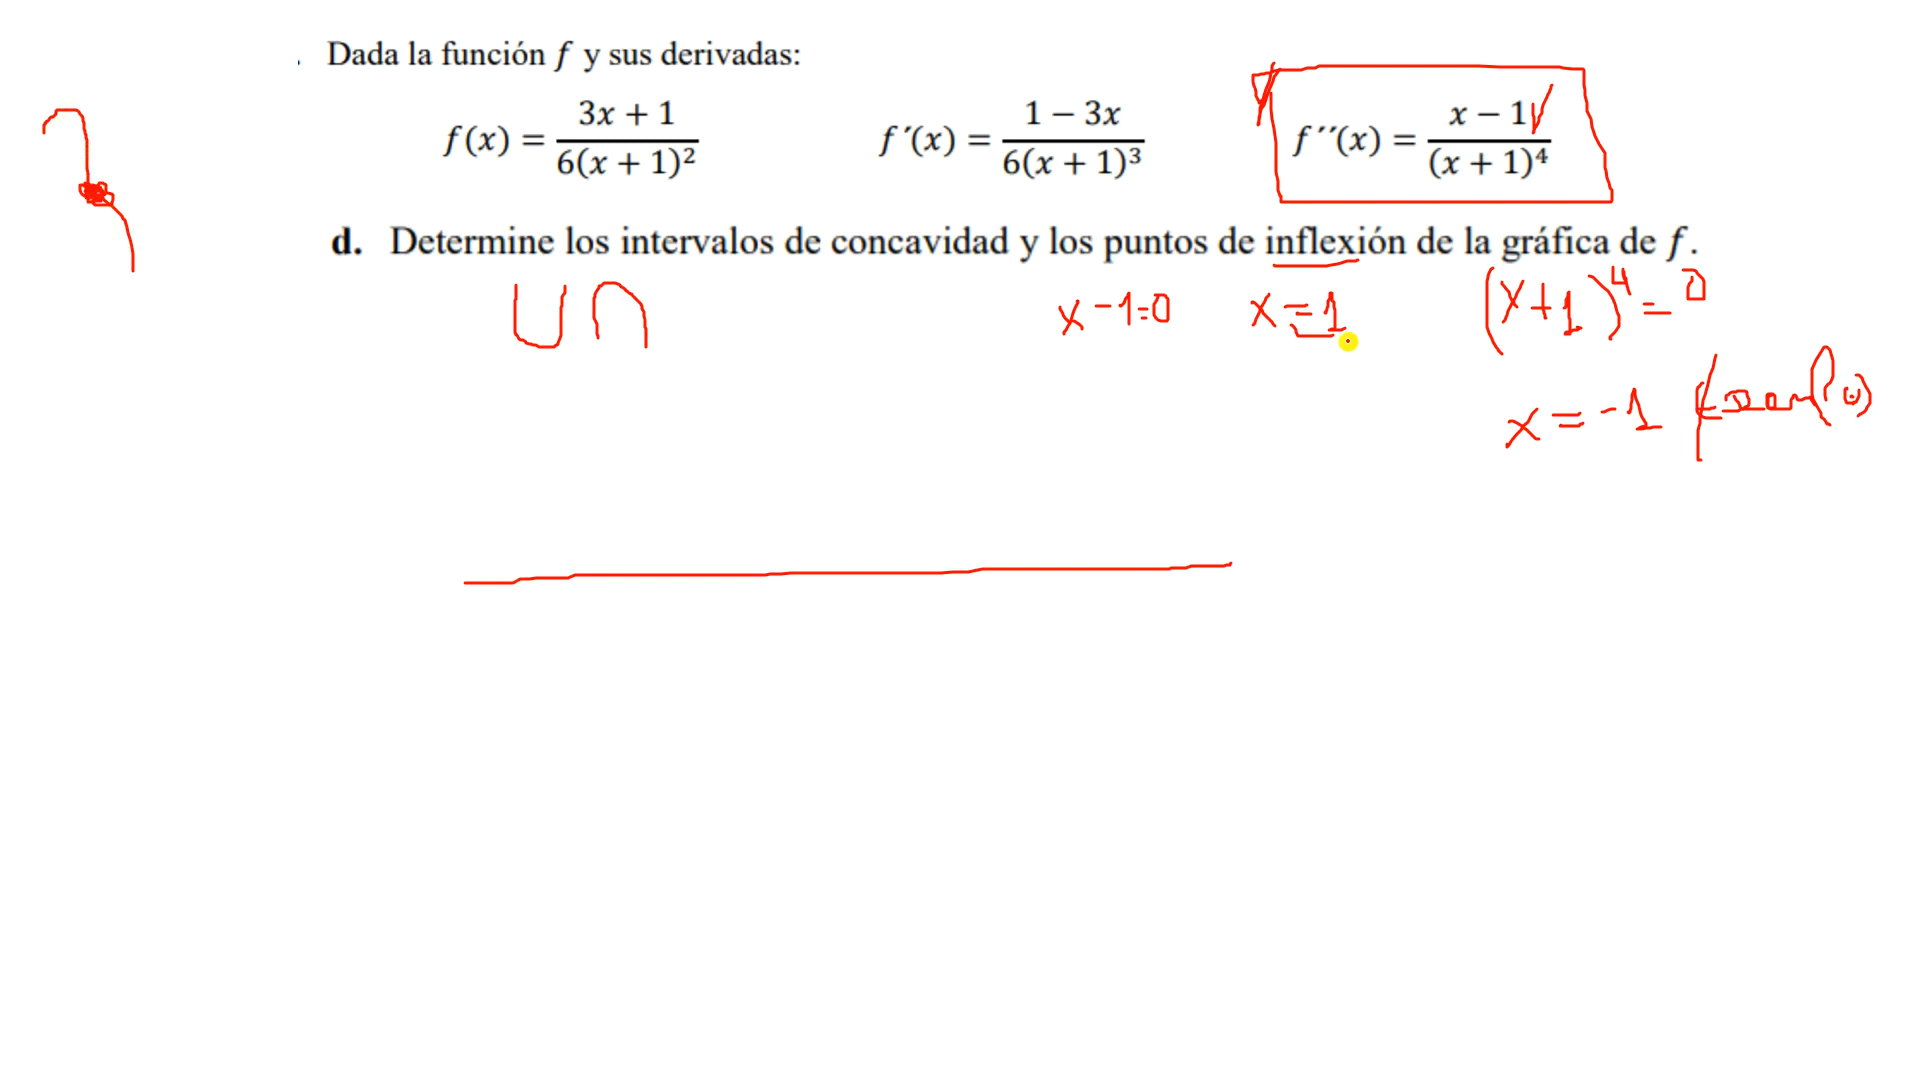 Dada la función f y sus derivadas:
f(x) = (3x + 1) / (6(x + 1)²) f´(x) = (1 − 3x) / (6(x + 1)³) f´´(x) = (x − 1) / (x + 1)⁴
d. Determine los intervalos de concavidad y los puntos de inflexión de la gráfica de f.
x-1=0 x=1 (x+1)⁴=0
x=-1